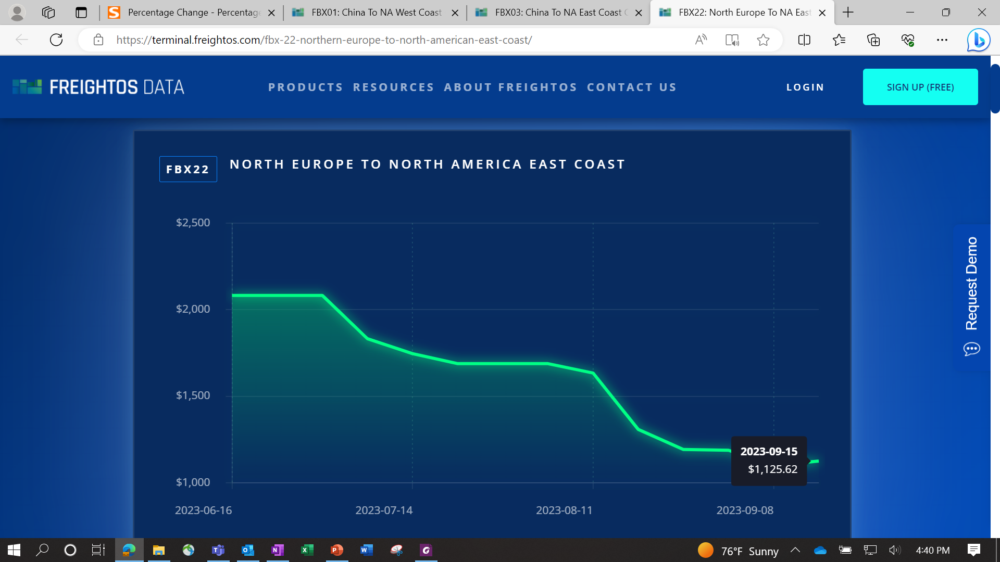 Percentage Change - Percentage
FBX01: China To NA West Coast
FBX03: China To NA East Coast C
FBX22: North Europe To NA East
https://terminal.freightos.com/fbx-22-northern-europe-to-north-american-east-coast/
FREIGHTOS DATA
PRODUCTS RESOURCES ABOUT FREIGHTOS CONTACT US
LOGIN
SIGN UP (FREE)
FBX22
NORTH EUROPE TO NORTH AMERICA EAST COAST
$2,500
$2,000
$1,500
$1,000
2023-09-15
$1,125.62
2023-06-16
2023-07-14
2023-08-11
2023-09-08
Request Demo
76°F Sunny
4:40 PM